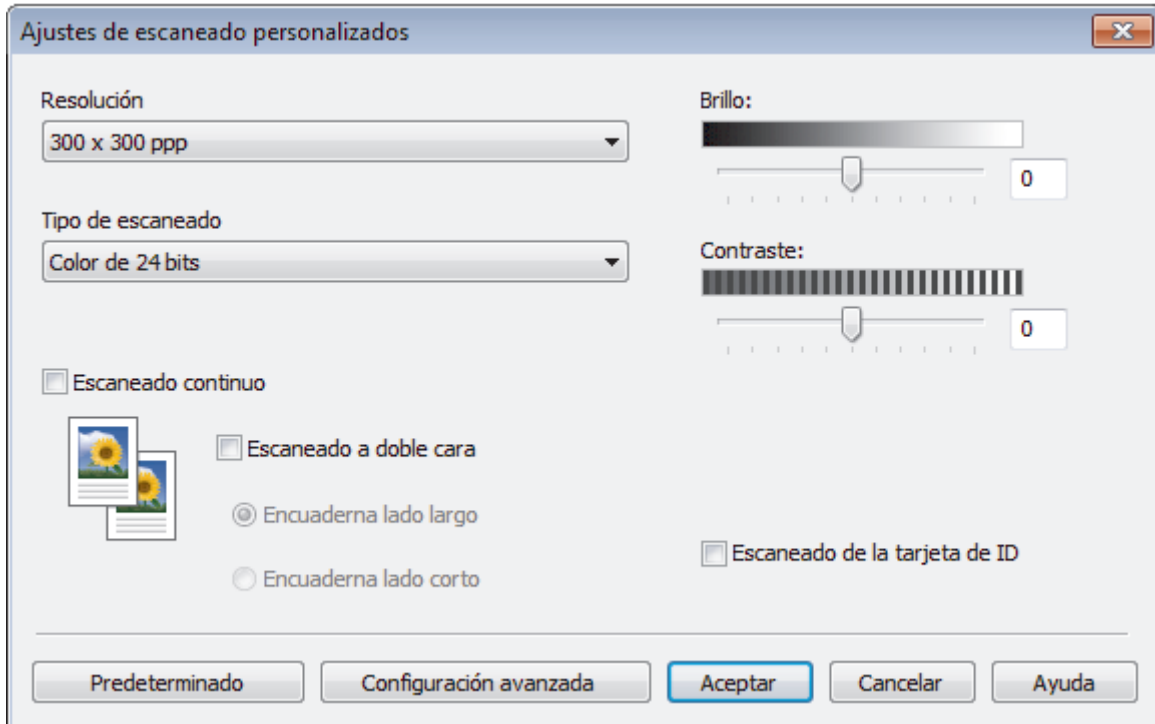 Ajustes de escaneado personalizados
Resolución
300 x 300 ppp
Tipo de escaneado
Color de 24 bits
Brillo:
0
Contraste:
0
Escaneado continuo
Escaneado a doble cara
Encuaderna lado largo
Encuaderna lado corto
Escaneado de la tarjeta de ID
Predeterminado
Configuración avanzada
Aceptar
Cancelar
Ayuda